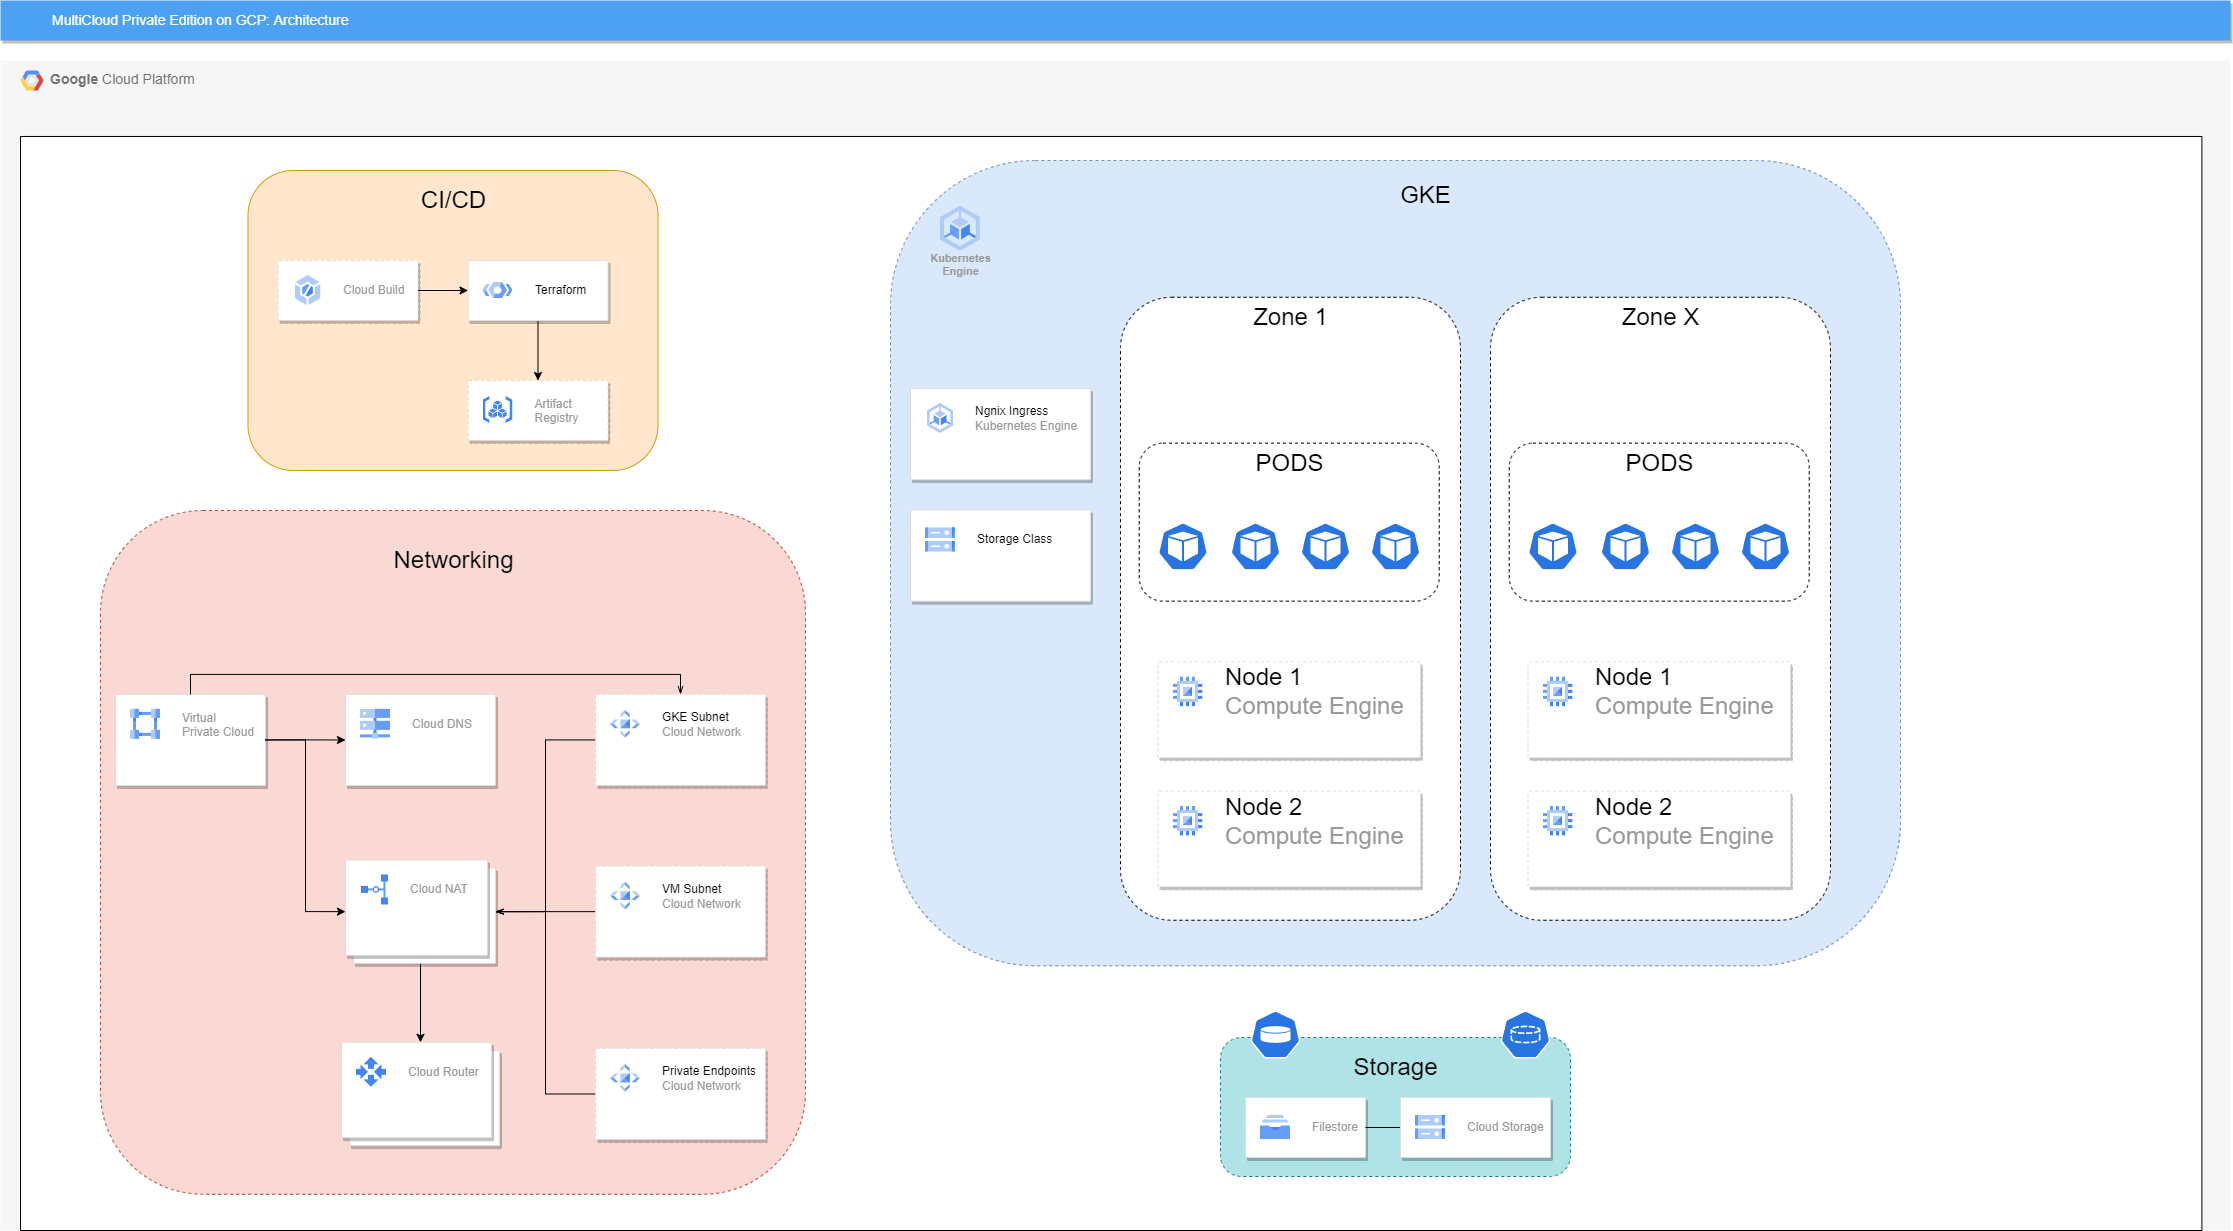 MultiCloud Private Edition on GCP: Architecture
Google Cloud Platform
CI/CD
Cloud Build
Terraform
Artifact
Registry
Networking
Virtual
Private Cloud
Cloud DNS
GKE Subnet
Cloud Network
Cloud NAT
VM Subnet
Cloud Network
Cloud Router
Private Endpoints
Cloud Network
GKE
Kubernetes
Engine
Ngnix Ingress
Kubernetes Engine
Storage Class
Zone 1
PODS
Node 1
Compute Engine
Node 2
Compute Engine
Zone X
PODS
Node 1
Compute Engine
Node 2
Compute Engine
Storage
Filestore
Cloud Storage